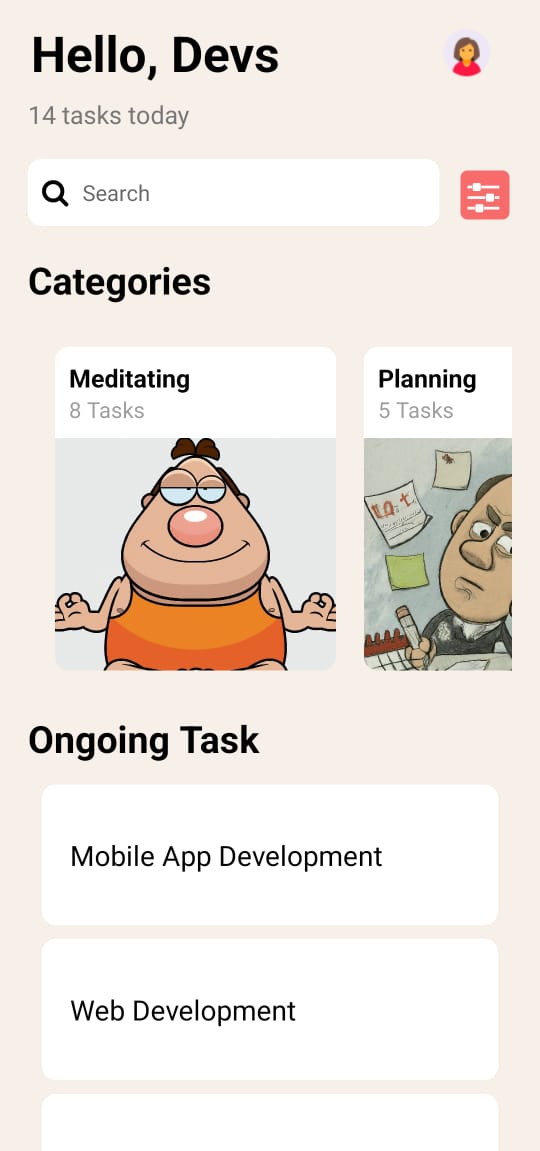 Hello, Devs
14 tasks today
Search
Categories
Meditating
8 Tasks
Planning
5 Tasks
Ongoing Task
Mobile App Development
Web Development